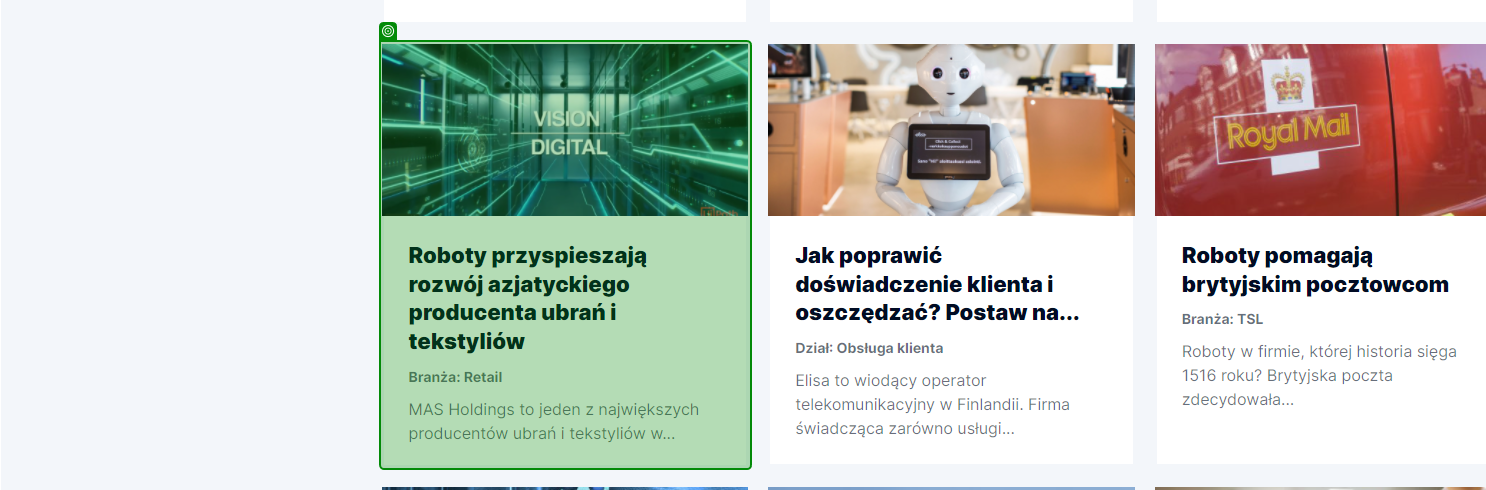 VISION
DIGITAL
Roboty przyspieszają
rozwój azjatyckiego
producenta ubrań i
tekstyliów
Branża: Retail
MAS Holdings to jeden z największych
producentów ubrań i tekstyliów w...
Jak poprawić
doświadczenie klienta i
oszczędzać? Postaw na...
Dział: Obsługa klienta
Elisa to wiodący operator
telekomunikacyjny w Finlandii. Firma
świadcząca zarówno usługi...
Royal Mail
Roboty pomagają
brytyjskim pocztowcom
Branża: TSL
Roboty w firmie, której historia sięga
1516 roku? Brytyjska poczta
zdecydowała...